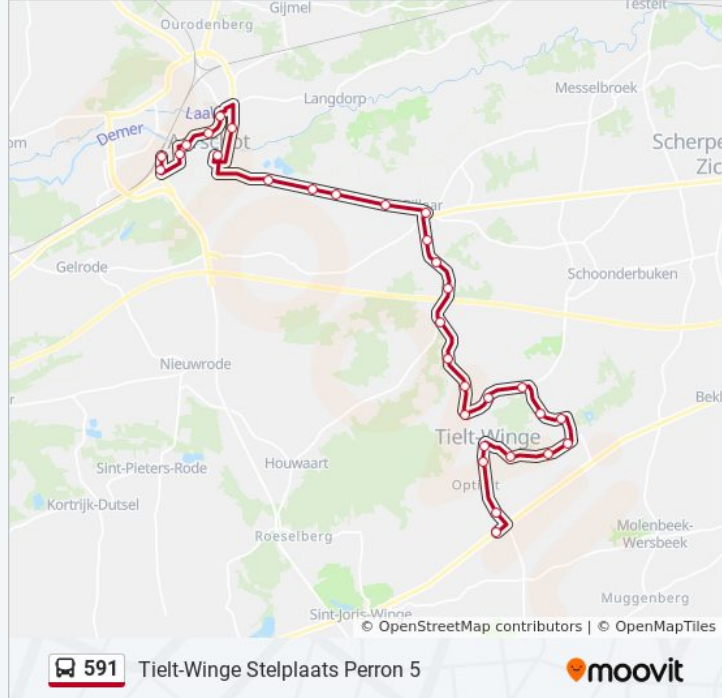 Gijmel
Testelt
Ourodenberg
Messelbroek
Langdorp
Laak
Demer
Scherpe
Zic
Gelrode
Schoonderbuken
Nieuwrode
Bekk
Tielt-Winge
Sint-Pieters-Rode
Houwaart
Kortrijk-Dutsel
Roeselberg
Molenbeek-
Wersbeek
Muggenberg
Sint-Joris-Winge
© OpenStreetMap contributors | © OpenMapTiles
591 Tielt-Winge Stelplaats Perron 5
moovit